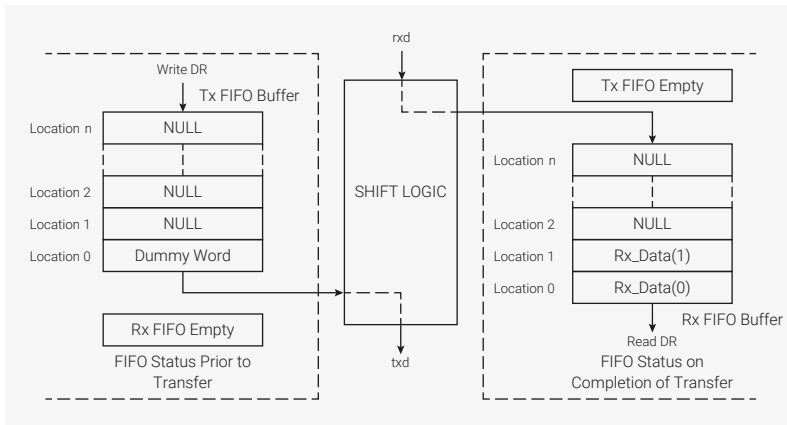 Write DR
Tx FIFO Buffer
Location n
NULL
Location 2
NULL
Location 1
NULL
Location 0
Dummy Word
Rx FIFO Empty
FIFO Status Prior to
Transfer
rxd
SHIFT LOGIC
txd
Tx FIFO Empty
Location n
NULL
Location 2
NULL
Location 1
Rx_Data(1)
Location 0
Rx_Data(0)
Rx FIFO Buffer
Read DR
FIFO Status on
Completion of Transfer